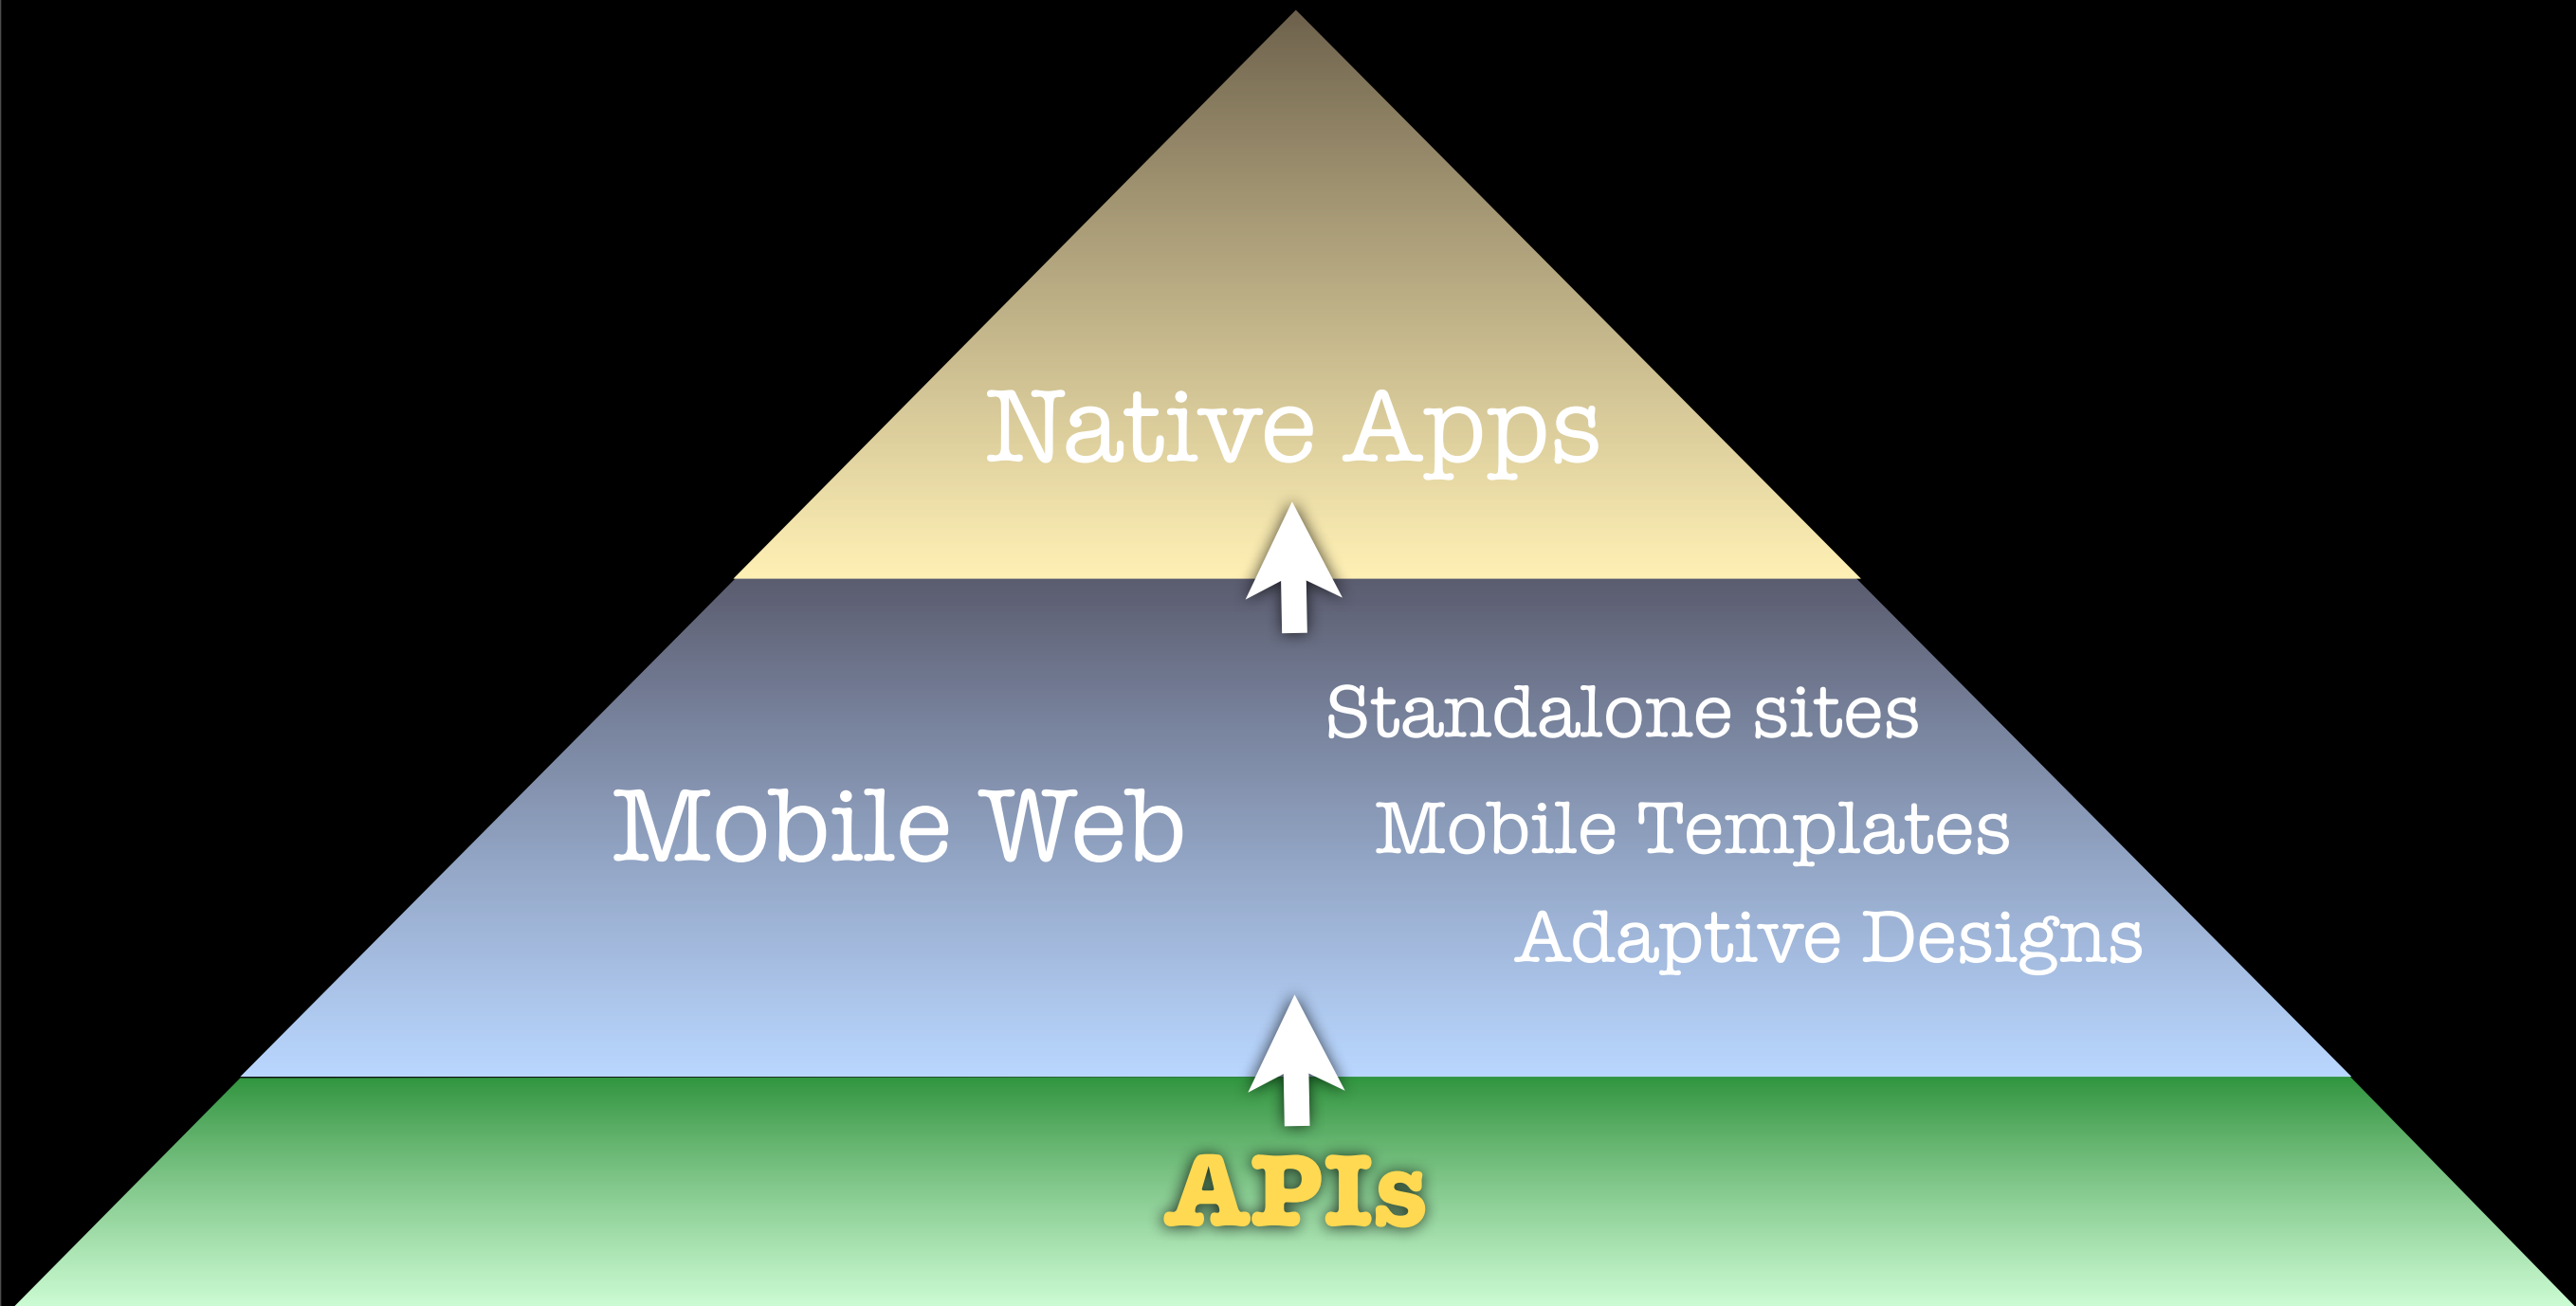 Native Apps
Standalone sites
Mobile Web
Mobile Templates
Adaptive Designs
APIs